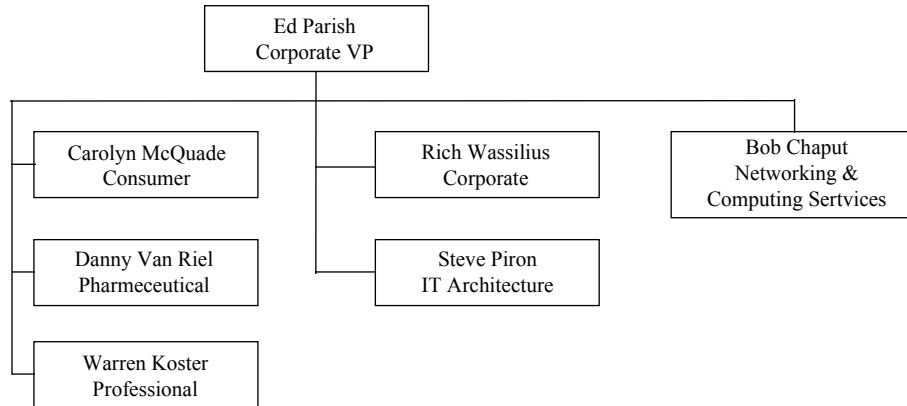 Ed Parish
Corporate VP
Carolyn McQuade
Consumer
Rich Wassilius
Corporate
Bob Chaput
Networking &
Computing Sertvices
Danny Van Riel
Pharmeceutical
Steve Piron
IT Architecture
Warren Koster
Professional